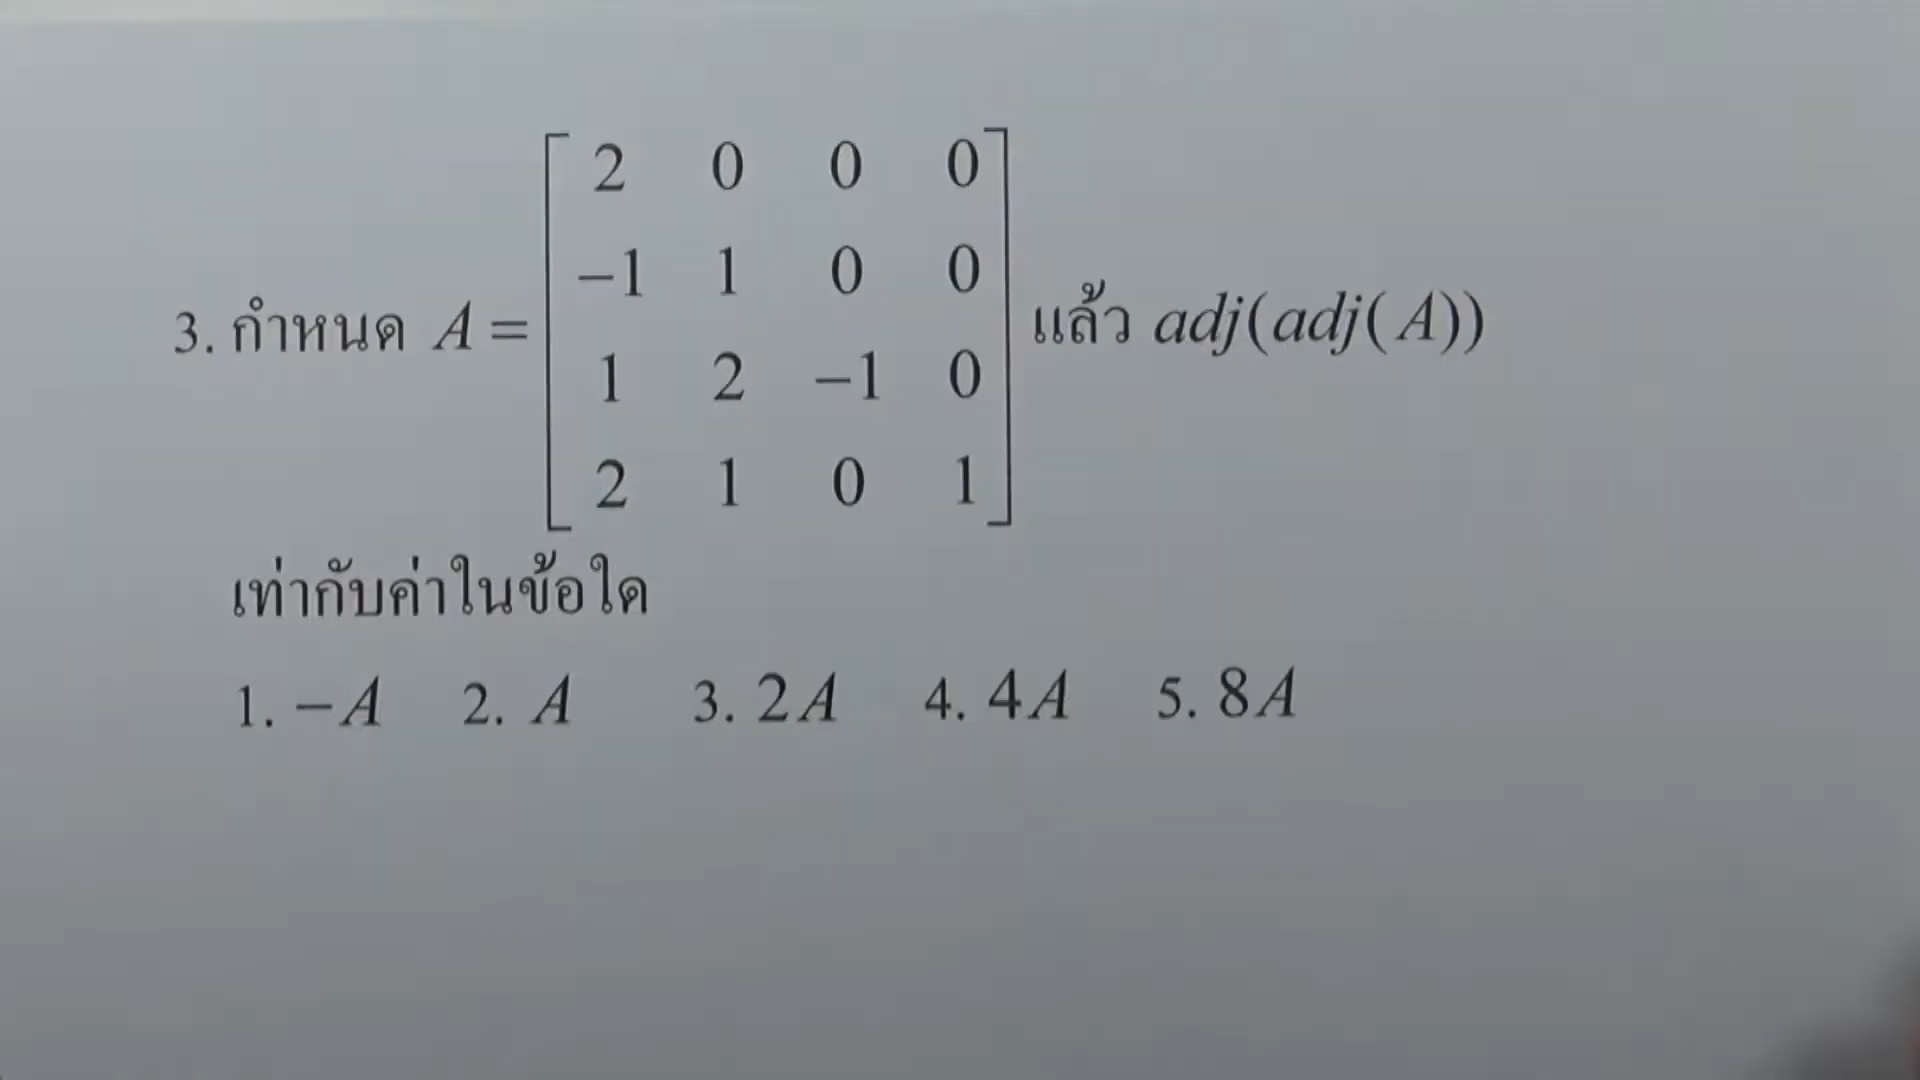 3. กำหนด A = [ 2 0 0 0
-1 1 0 0
1 2 -1 0
2 1 0 1 ] แล้ว adj(adj(A))
เท่ากับค่าในข้อใด
1. -A 2. A 3. 2A 4. 4A 5. 8A